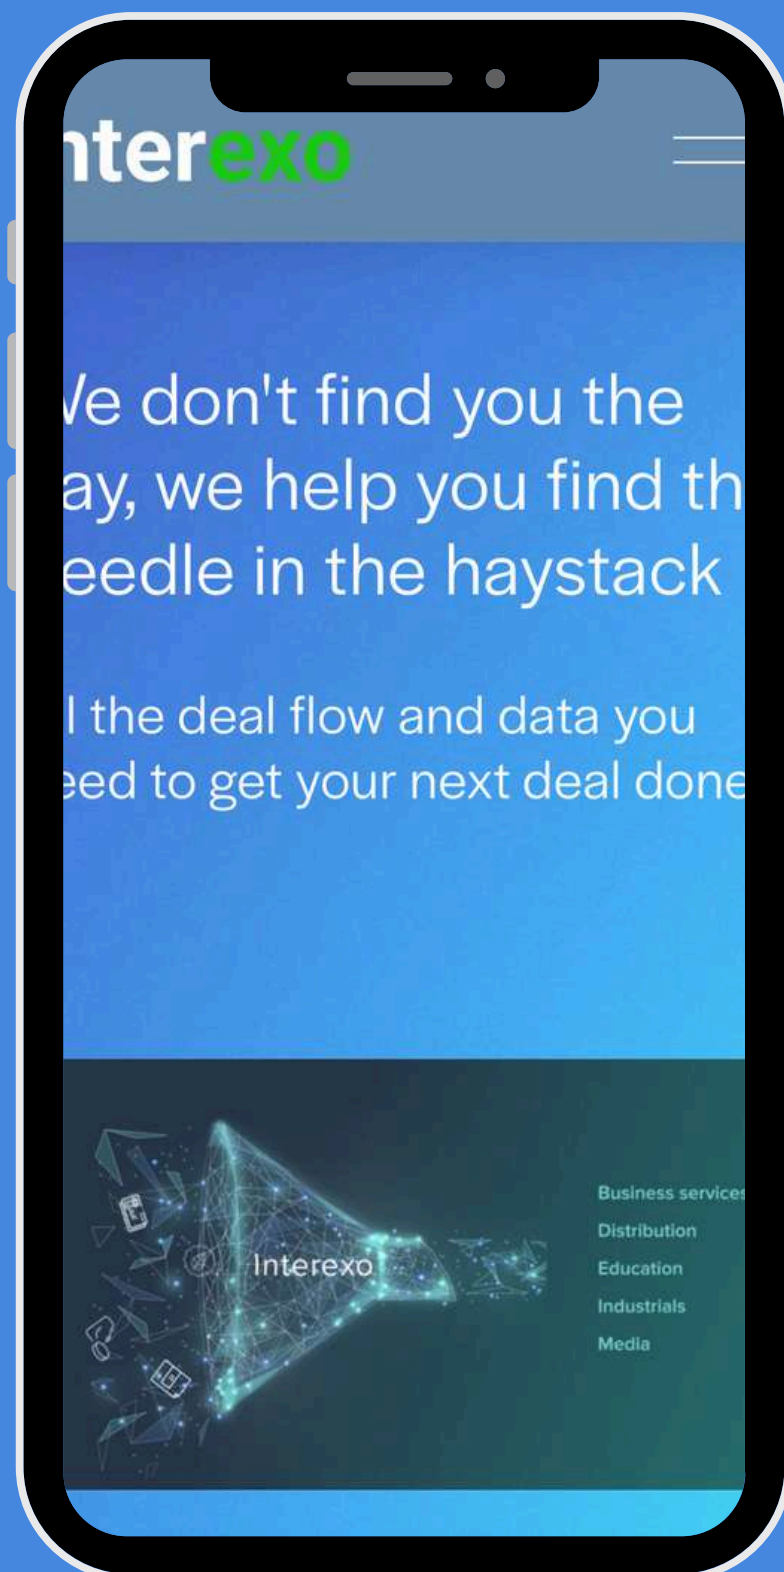 nterexo
We don't find you the
ay, we help you find th
eedle in the haystack
l the deal flow and data you
eed to get your next deal done
Interexo
Business services
Distribution
Education
Industrials
Media